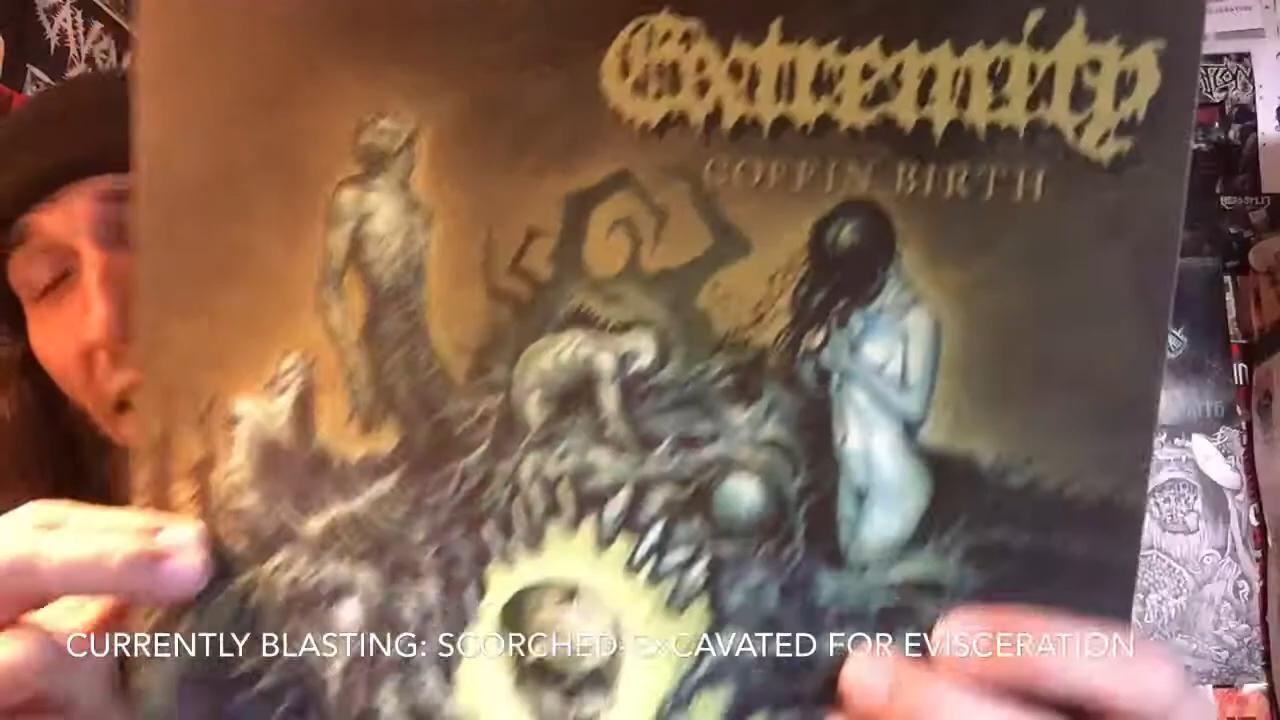 Extremity
COFFIN BIRTH
CURRENTLY BLASTING: SCORCHED- EXCAVATED FOR EVISCERATION